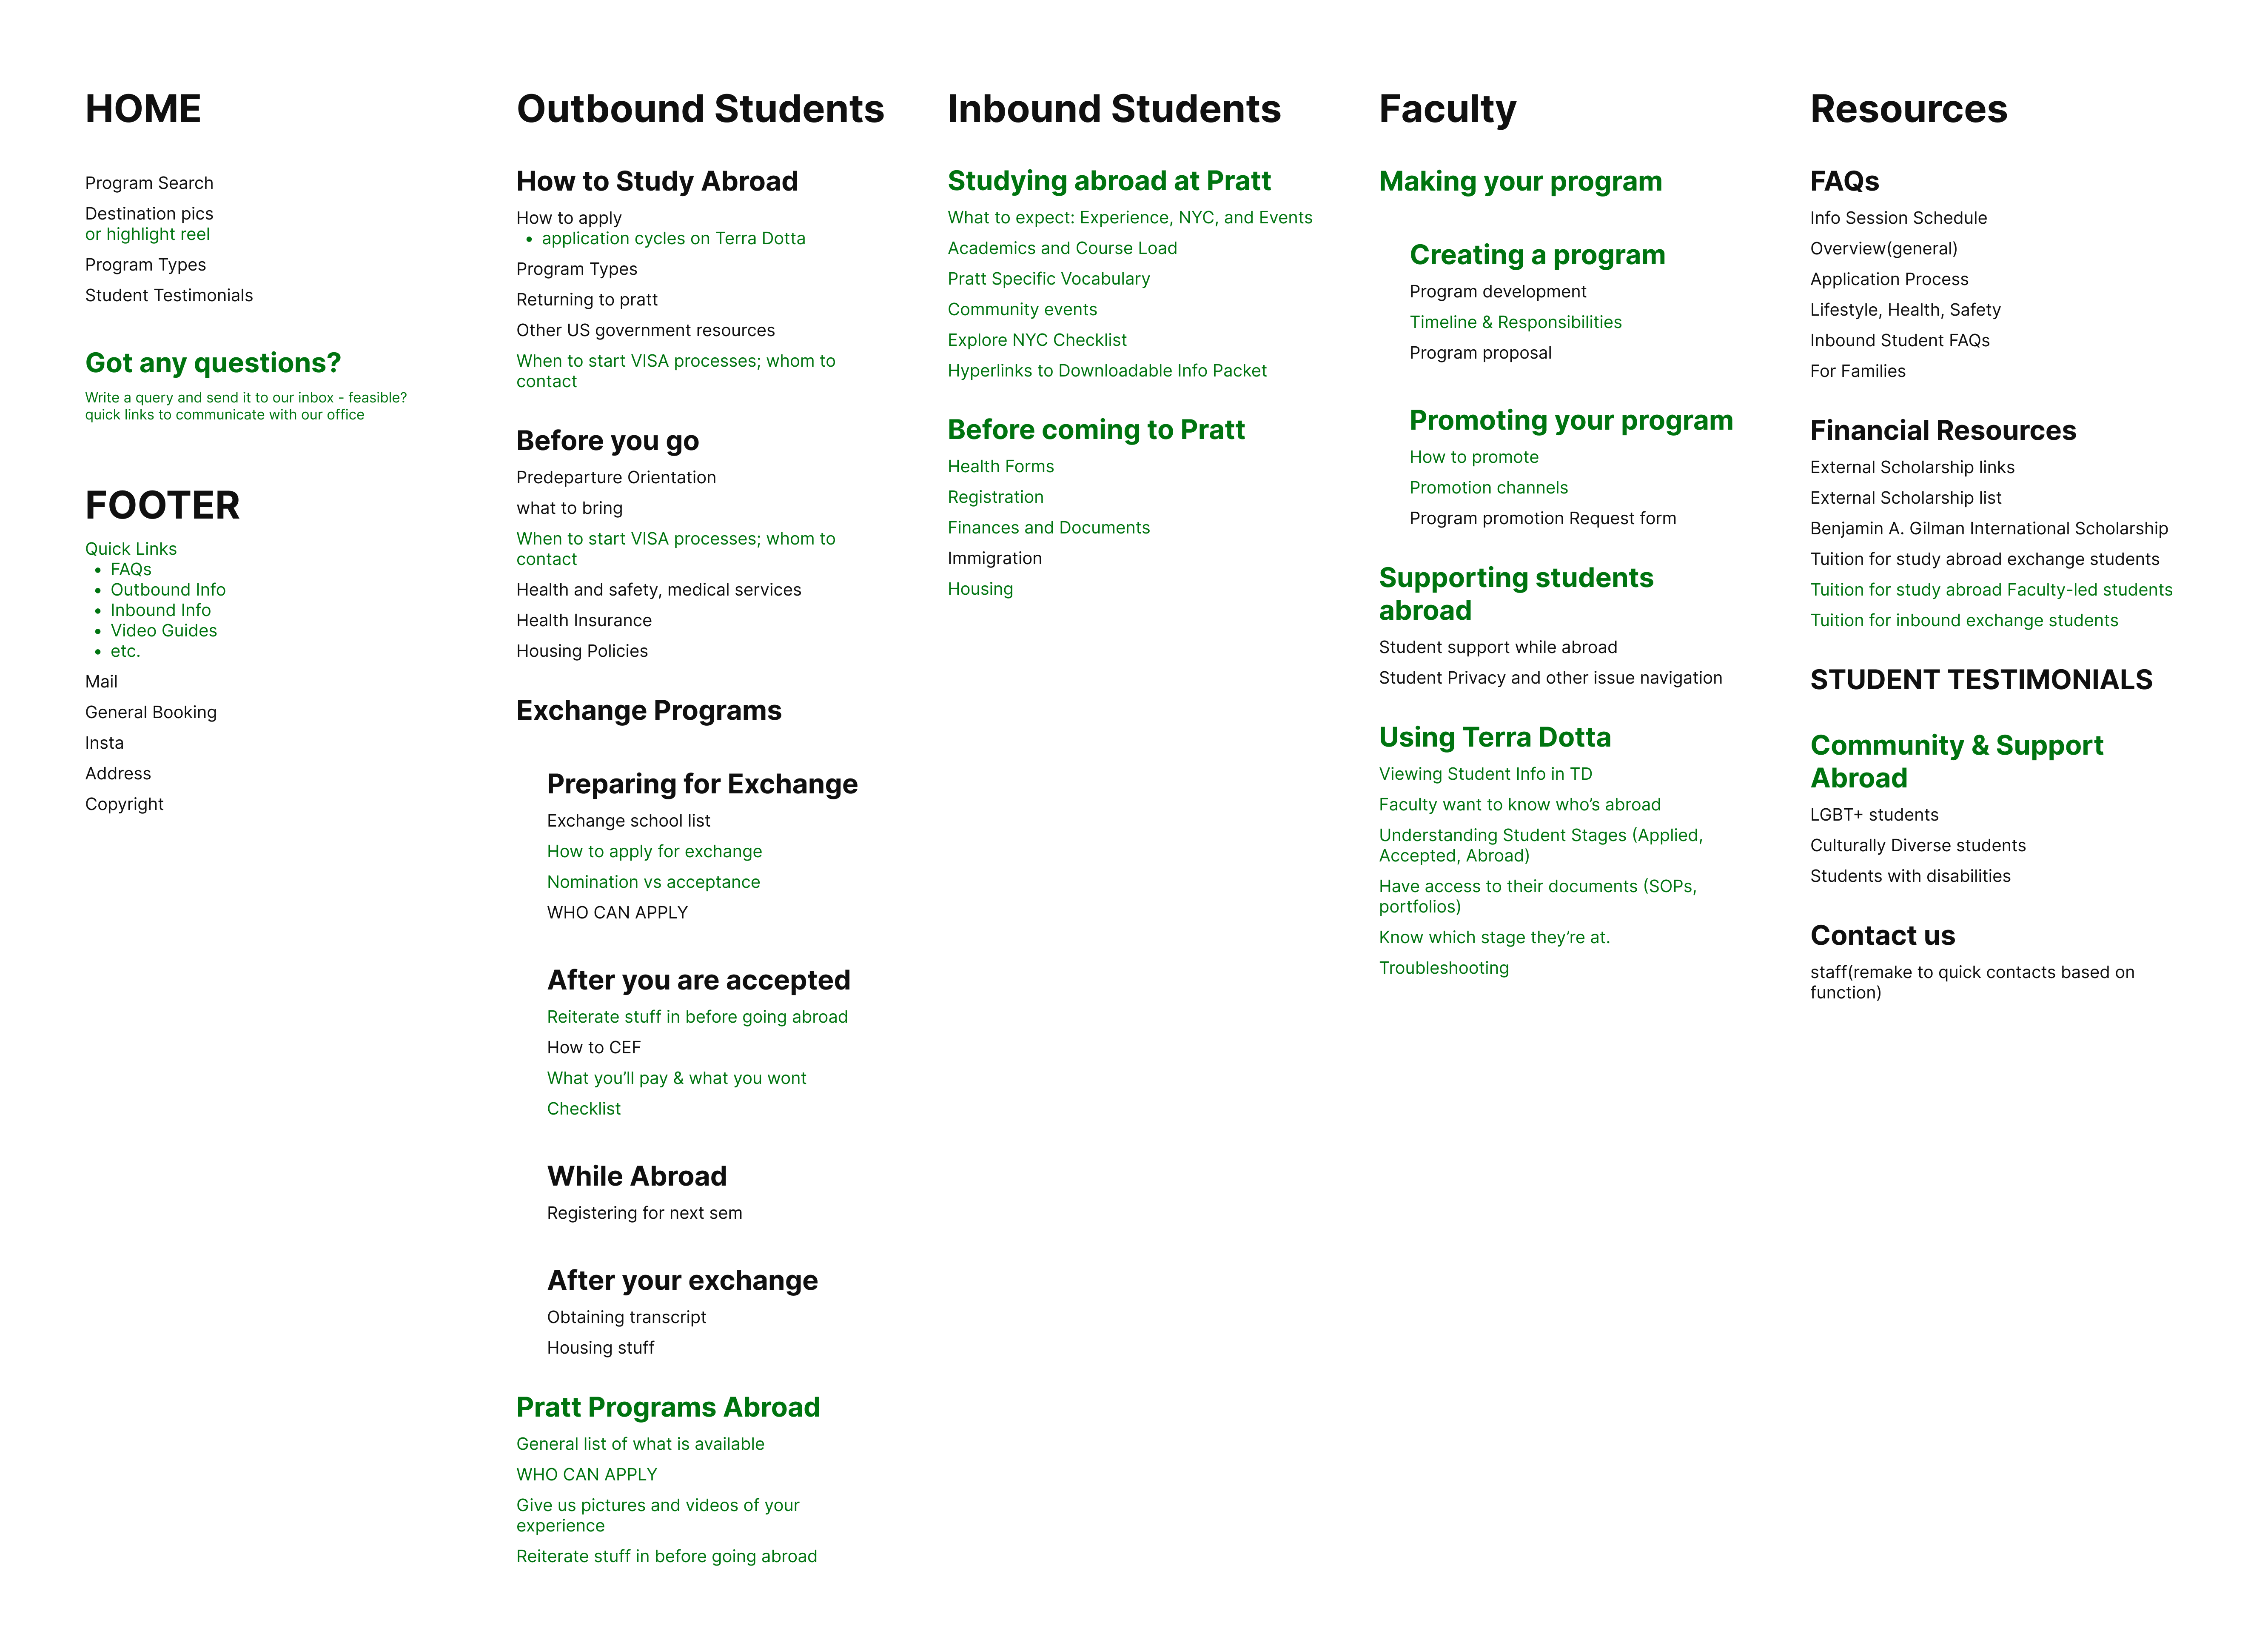 HOME
Program Search
Destination pics
or highlight reel
Program Types
Student Testimonials
Got any questions?
Write a query and send it to our inbox - feasible?
quick links to communicate with our office
FOOTER
Quick Links
• FAQs
• Outbound Info
• Inbound Info
• Video Guides
• etc.
Mail
General Booking
Insta
Address
Copyright
Outbound Students
How to Study Abroad
How to apply
• application cycles on Terra Dotta
Program Types
Returning to pratt
Other US government resources
When to start VISA processes; whom to
contact
Before you go
Predeparture Orientation
what to bring
When to start VISA processes; whom to
contact
Health and safety, medical services
Health Insurance
Housing Policies
Exchange Programs
Preparing for Exchange
Exchange school list
How to apply for exchange
Nomination vs acceptance
WHO CAN APPLY
After you are accepted
Reiterate stuff in before going abroad
How to CEF
What you’ll pay & what you wont
Checklist
While Abroad
Registering for next sem
After your exchange
Obtaining transcript
Housing stuff
Pratt Programs Abroad
General list of what is available
WHO CAN APPLY
Give us pictures and videos of your
experience
Reiterate stuff in before going abroad
Inbound Students
Studying abroad at Pratt
What to expect: Experience, NYC, and Events
Academics and Course Load
Pratt Specific Vocabulary
Community events
Explore NYC Checklist
Hyperlinks to Downloadable Info Packet
Before coming to Pratt
Health Forms
Registration
Finances and Documents
Immigration
Housing
Faculty
Making your program
Creating a program
Program development
Timeline & Responsibilities
Program proposal
Promoting your program
How to promote
Promotion channels
Program promotion Request form
Supporting students
abroad
Student support while abroad
Student Privacy and other issue navigation
Using Terra Dotta
Viewing Student Info in TD
Faculty want to know who’s abroad
Understanding Student Stages (Applied,
Accepted, Abroad)
Have access to their documents (SOPs,
portfolios)
Know which stage they’re at.
Troubleshooting
Resources
FAQs
Info Session Schedule
Overview(general)
Application Process
Lifestyle, Health, Safety
Inbound Student FAQs
For Families
Financial Resources
External Scholarship links
External Scholarship list
Benjamin A. Gilman International Scholarship
Tuition for study abroad exchange students
Tuition for study abroad Faculty-led students
Tuition for inbound exchange students
STUDENT TESTIMONIALS
Community & Support
Abroad
LGBT+ students
Culturally Diverse students
Students with disabilities
Contact us
staff(remake to quick contacts based on
function)